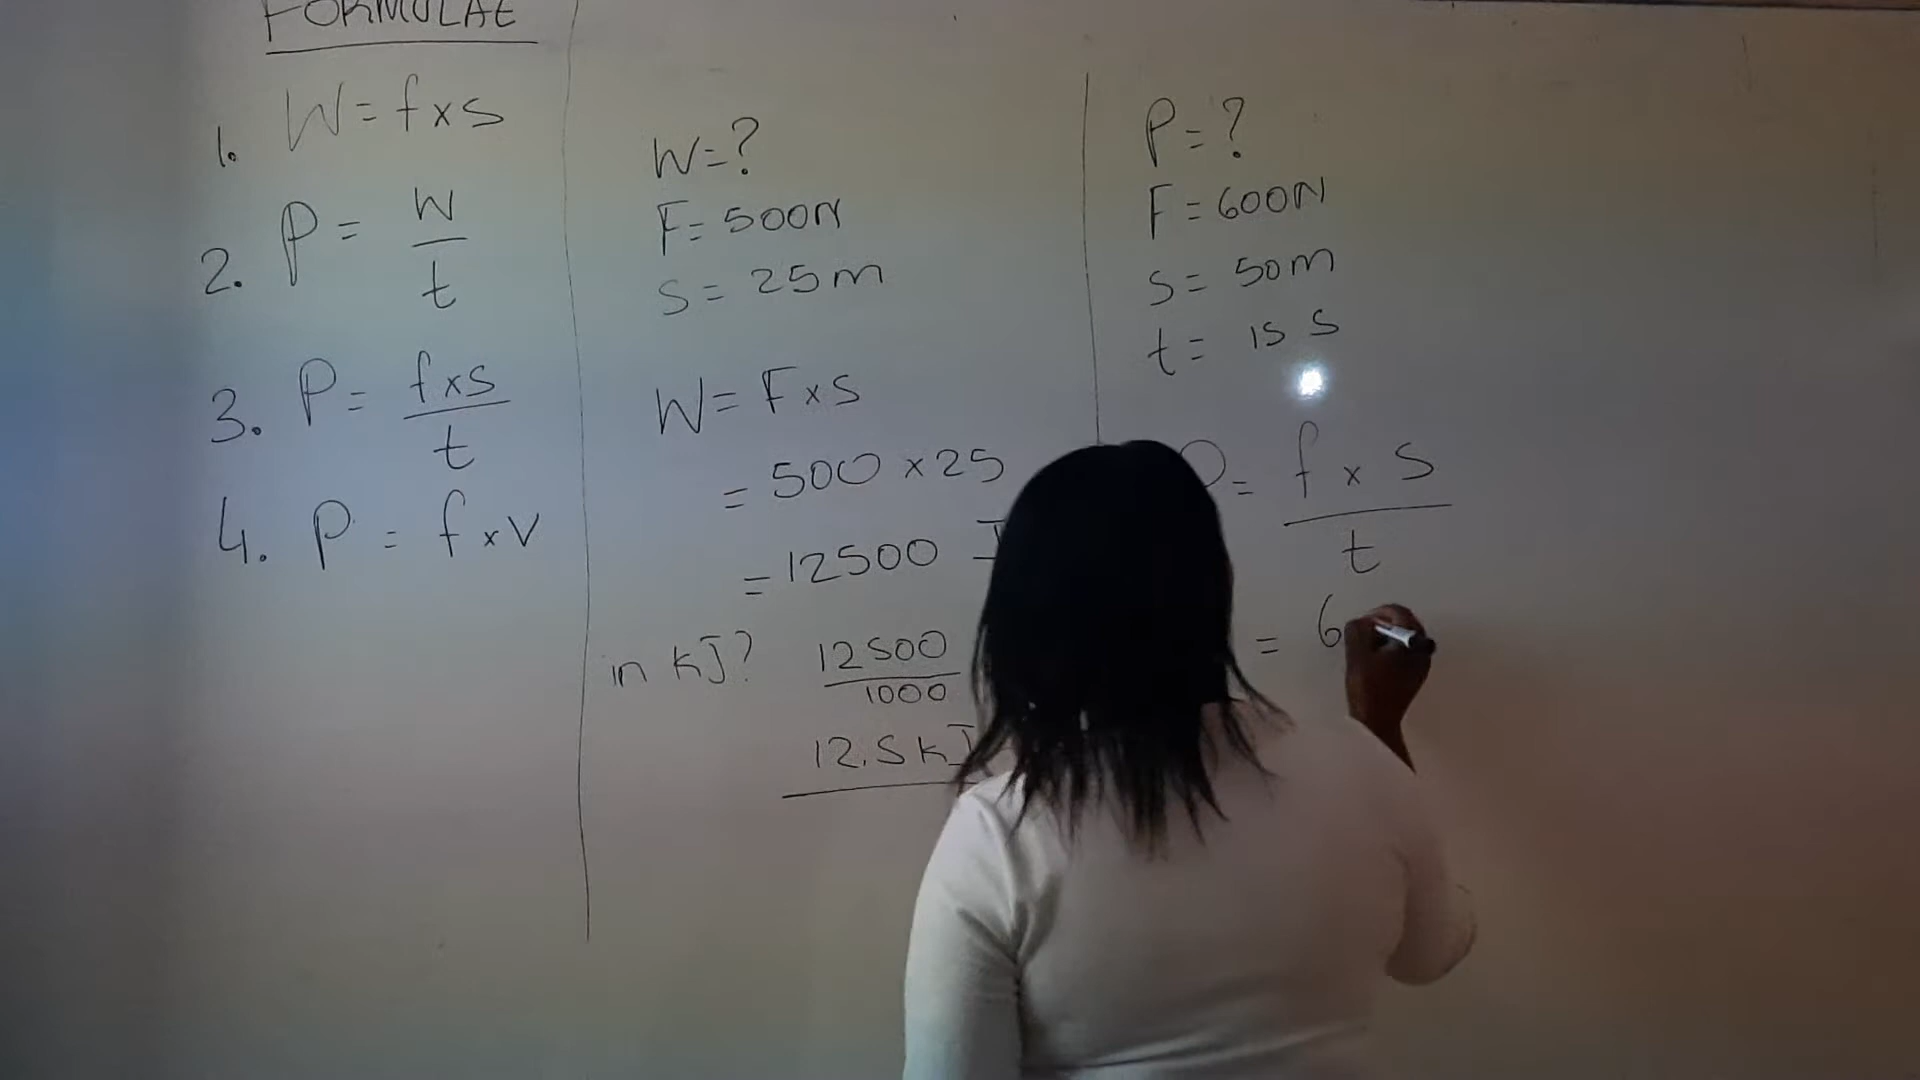 FORMULAE
1. W = f x s
2. P = W
t
3. P = f x s
t
4. P = f x v
W = ?
F = 500N
S = 25m
W = F x S
= 500 x 25
= 12500 J
in kJ? 12500
1000
12.5 kJ
P = ?
F = 600N
s = 50m
t = 15 s
P = f x s
t
= 6